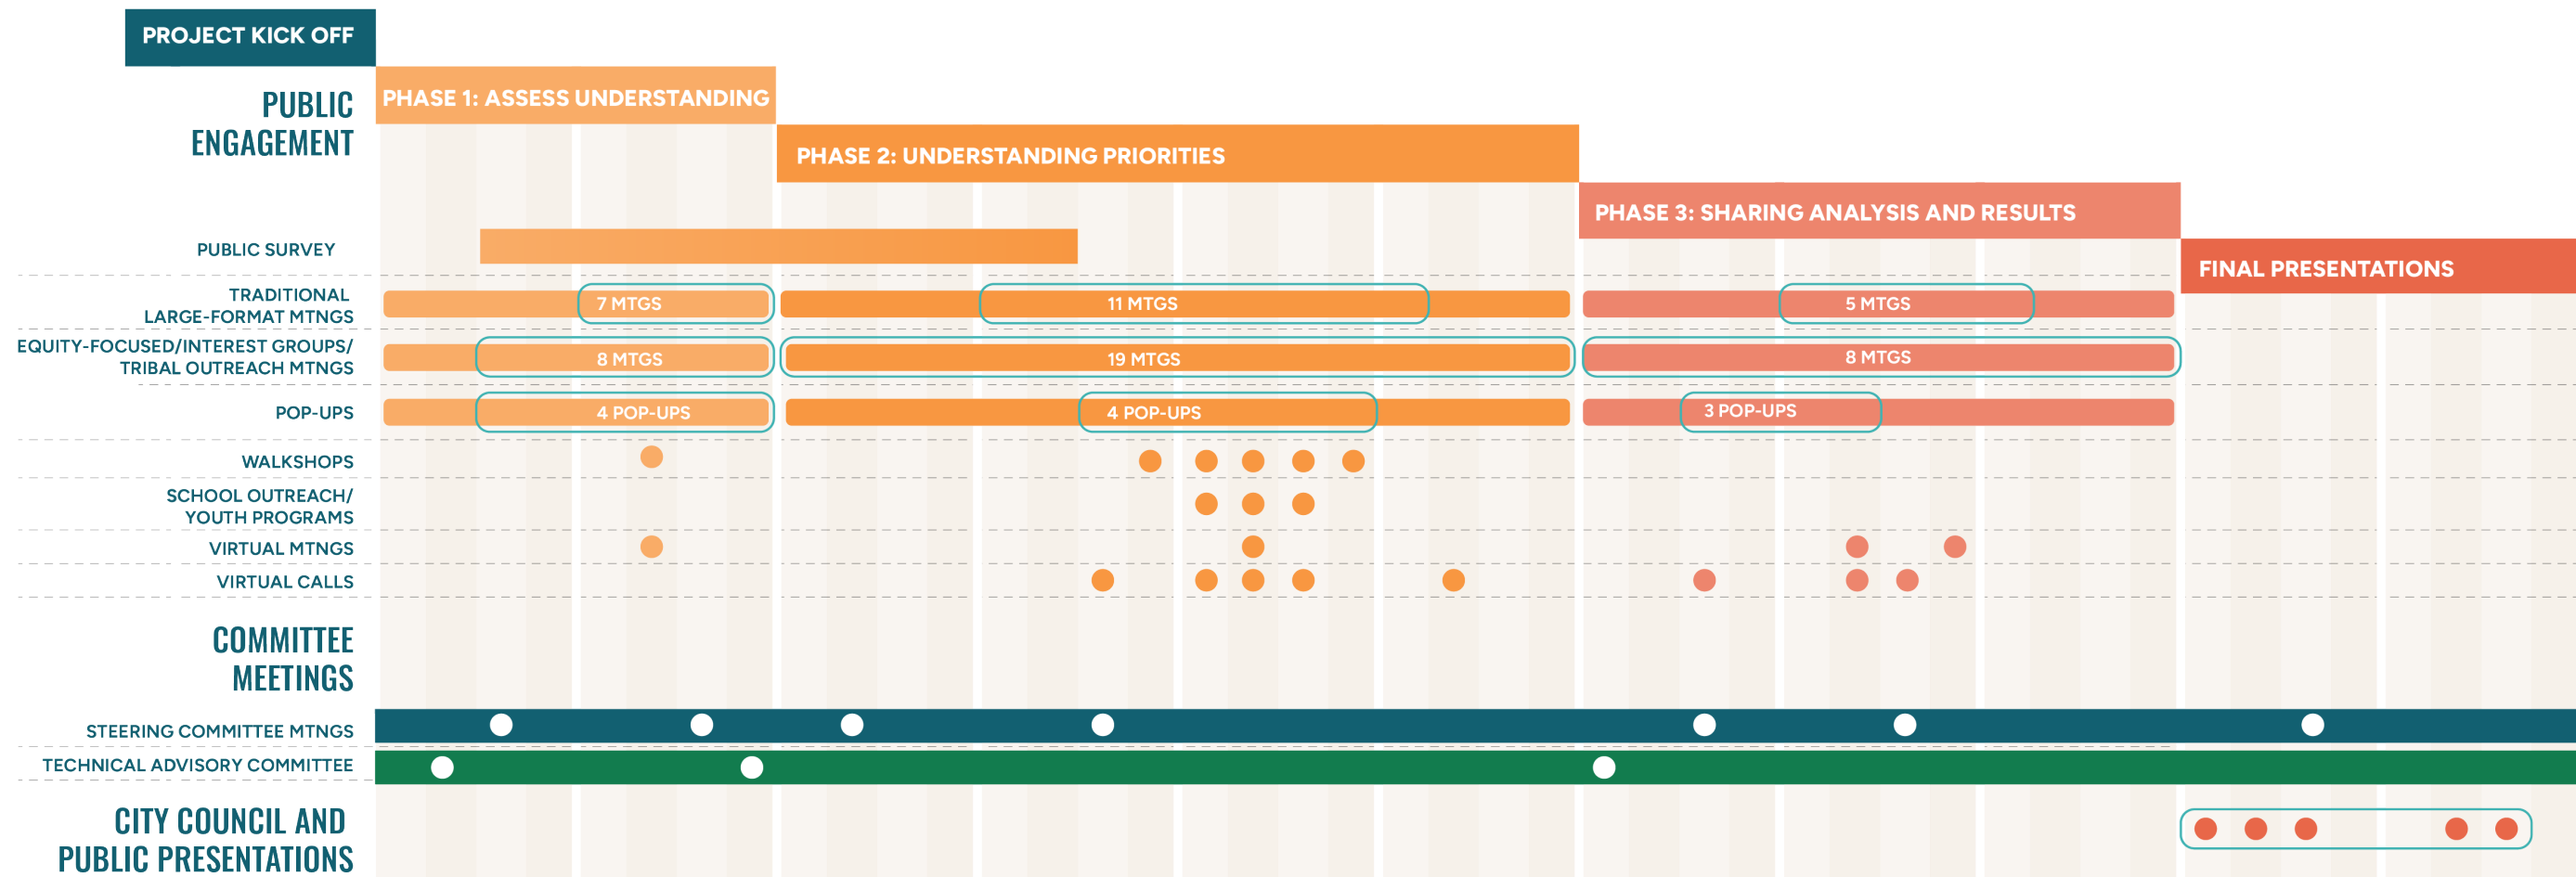 PROJECT KICK OFF
PUBLIC
ENGAGEMENT
PHASE 1: ASSESS UNDERSTANDING
PHASE 2: UNDERSTANDING PRIORITIES
PHASE 3: SHARING ANALYSIS AND RESULTS
FINAL PRESENTATIONS
PUBLIC SURVEY
TRADITIONAL
LARGE-FORMAT MTNGS
7 MTGS
11 MTGS
5 MTGS
EQUITY-FOCUSED/INTEREST GROUPS/
TRIBAL OUTREACH MTNGS
8 MTGS
19 MTGS
8 MTGS
POP-UPS
4 POP-UPS
4 POP-UPS
3 POP-UPS
WALKSHOPS
SCHOOL OUTREACH/
YOUTH PROGRAMS
VIRTUAL MTNGS
VIRTUAL CALLS
COMMITTEE
MEETINGS
STEERING COMMITTEE MTNGS
TECHNICAL ADVISORY COMMITTEE
CITY COUNCIL AND
PUBLIC PRESENTATIONS